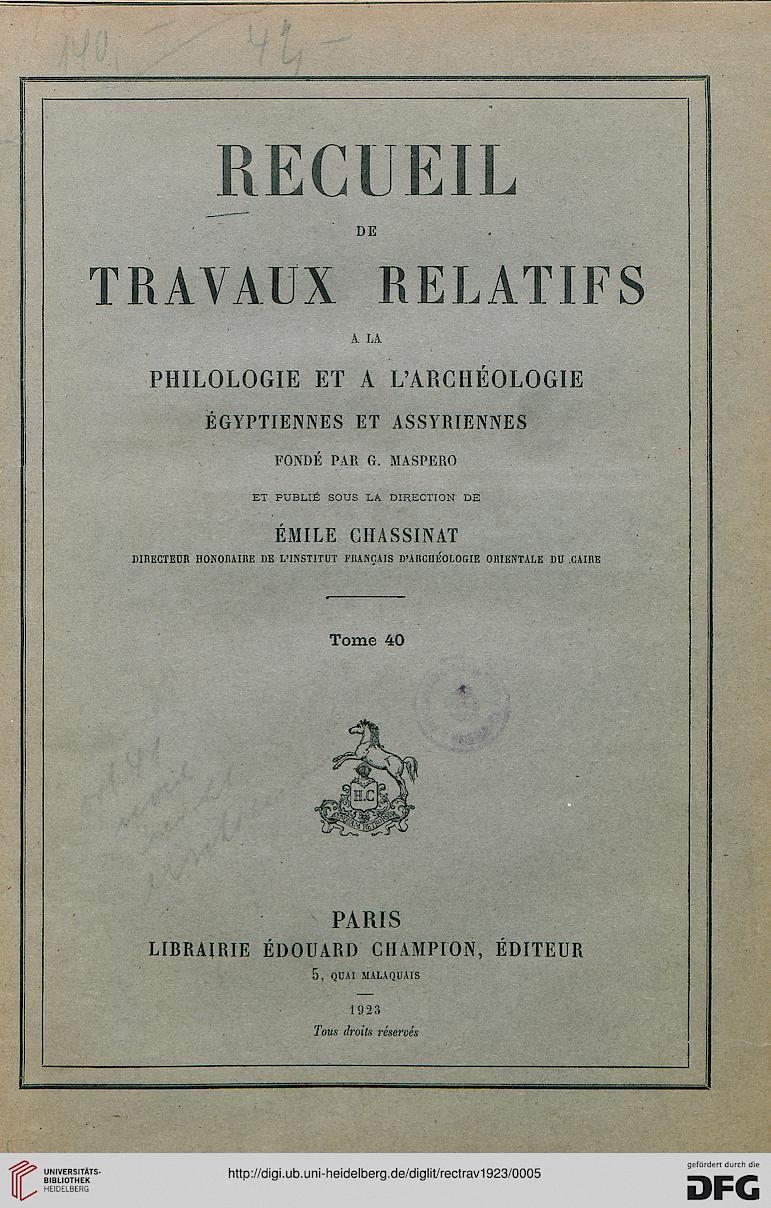 140.
42,-
RECUEIL
DE
TRAVAUX RELATIFS
A LA
PHILOLOGIE ET A L'ARCHÉOLOGIE
ÉGYPTIENNES ET ASSYRIENNES
FONDÉ PAR G. MASPERO
ET PUBLIÉ SOUS LA DIRECTION DE
ÉMILE CHASSINAT
DIRECTEUR HONORAIRE DE L'INSTITUT FRANÇAIS D'ARCHÉOLOGIE ORIENTALE DU CAIRE
Tome 40
H.C
PARIS
LIBRAIRIE ÉDOUARD CHAMPION, ÉDITEUR
5, QUAI MALAQUAIS
1923
Tous droits réservés
UNIVERSITÄTS-
BIBLIOTHEK
HEIDELBERG
http://digi.ub.uni-heidelberg.de/diglit/rectrav1923/0005
gefördert durch die
DFG